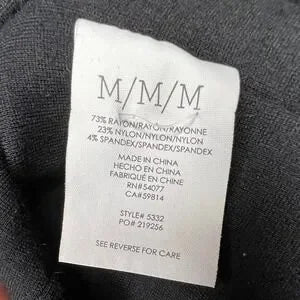 M/M/M
73% RAYON/RAYON/RAYONNE
23% NYLON/NYLON/NYLON
4% SPANDEX/SPANDEX/SPANDEX
MADE IN CHINA
HECHO EN CHINA
FABRIQUÉ EN CHINE
RN#54077
CA#59814
STYLE# 5332
PO# 219256
SEE REVERSE FOR CARE